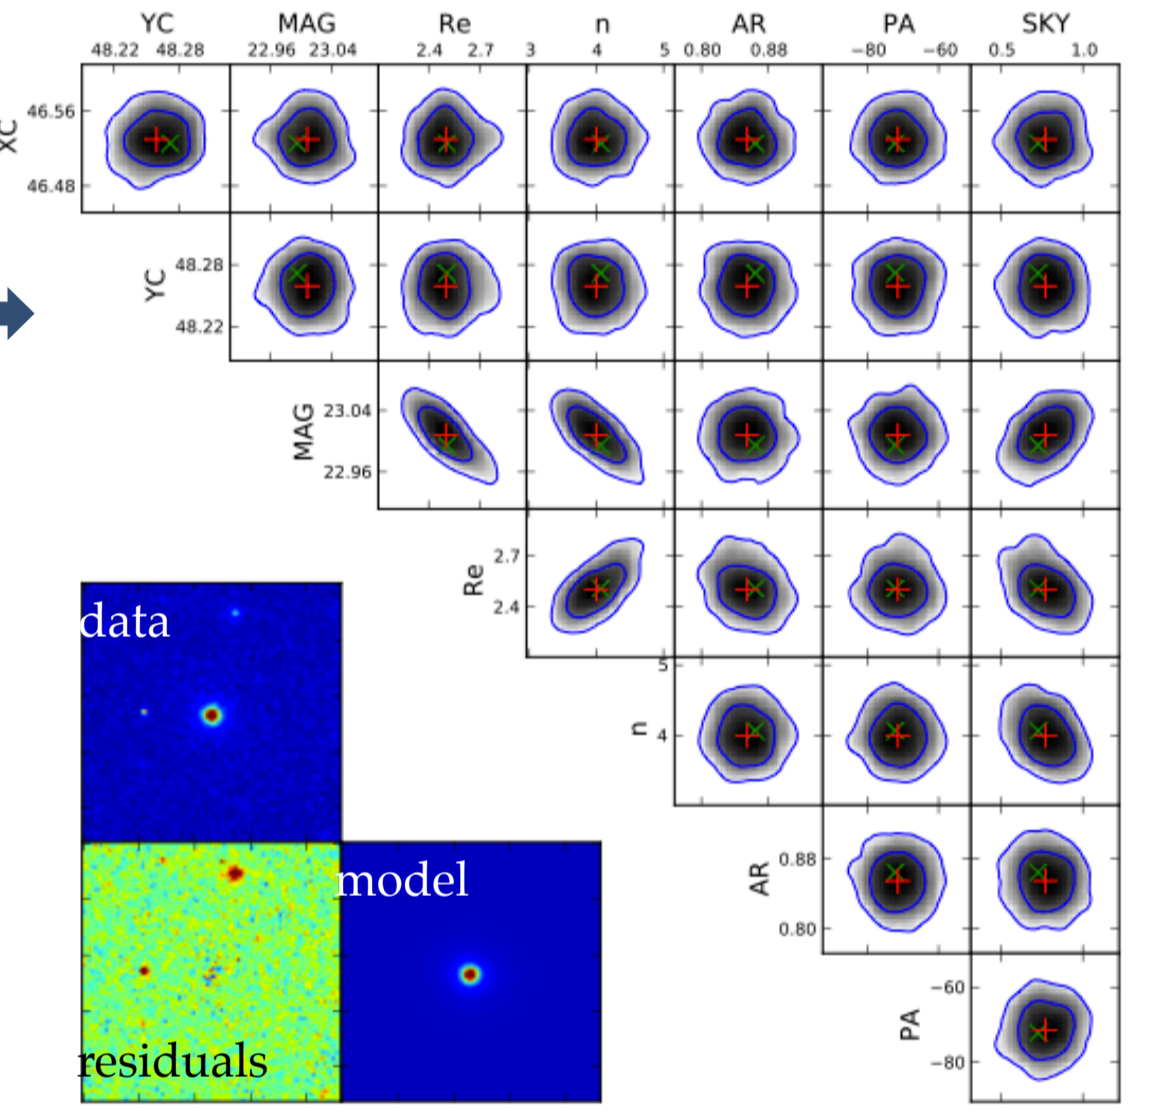 YC MAG Re n AR PA SKY
48.22 48.28 22.96 23.04 2.4 2.7 3 4 5 0.80 0.88 −80 −60 0.5 1.0
XC 46.56
46.48
YC 48.28
48.22
MAG 23.04
22.96
Re 2.7
2.4
n 5
4
AR 0.88
0.80
PA −60
−80
data
model
residuals